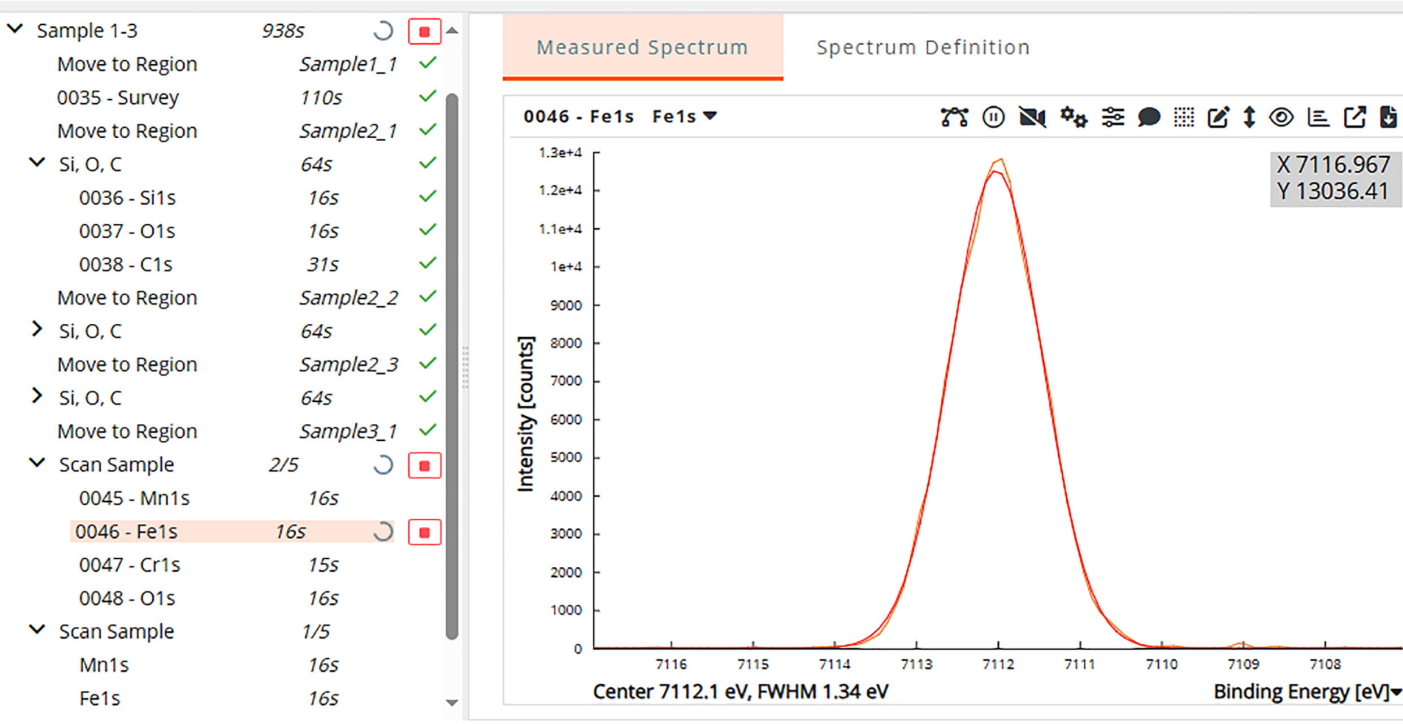 Sample 1-3 938s
Move to Region Sample1_1
0035 - Survey 110s
Move to Region Sample2_1
Si, O, C 64s
0036 - Si1s 16s
0037 - O1s 16s
0038 - C1s 31s
Move to Region Sample2_2
Si, O, C 64s
Move to Region Sample2_3
Si, O, C 64s
Move to Region Sample3_1
Scan Sample 2/5
0045 - Mn1s 16s
0046 - Fe1s 16s
0047 - Cr1s 15s
0048 - O1s 16s
Scan Sample 1/5
Mn1s 16s
Fe1s 16s
Measured Spectrum Spectrum Definition
0046 - Fe1s Fe1s
X 7116.967
Y 13036.41
Intensity [counts]
1.3e+4
1.2e+4
1.1e+4
1e+4
9000
8000
7000
6000
5000
4000
3000
2000
1000
0
7116 7115 7114 7113 7112 7111 7110 7109 7108
Center 7112.1 eV, FWHM 1.34 eV Binding Energy [eV]